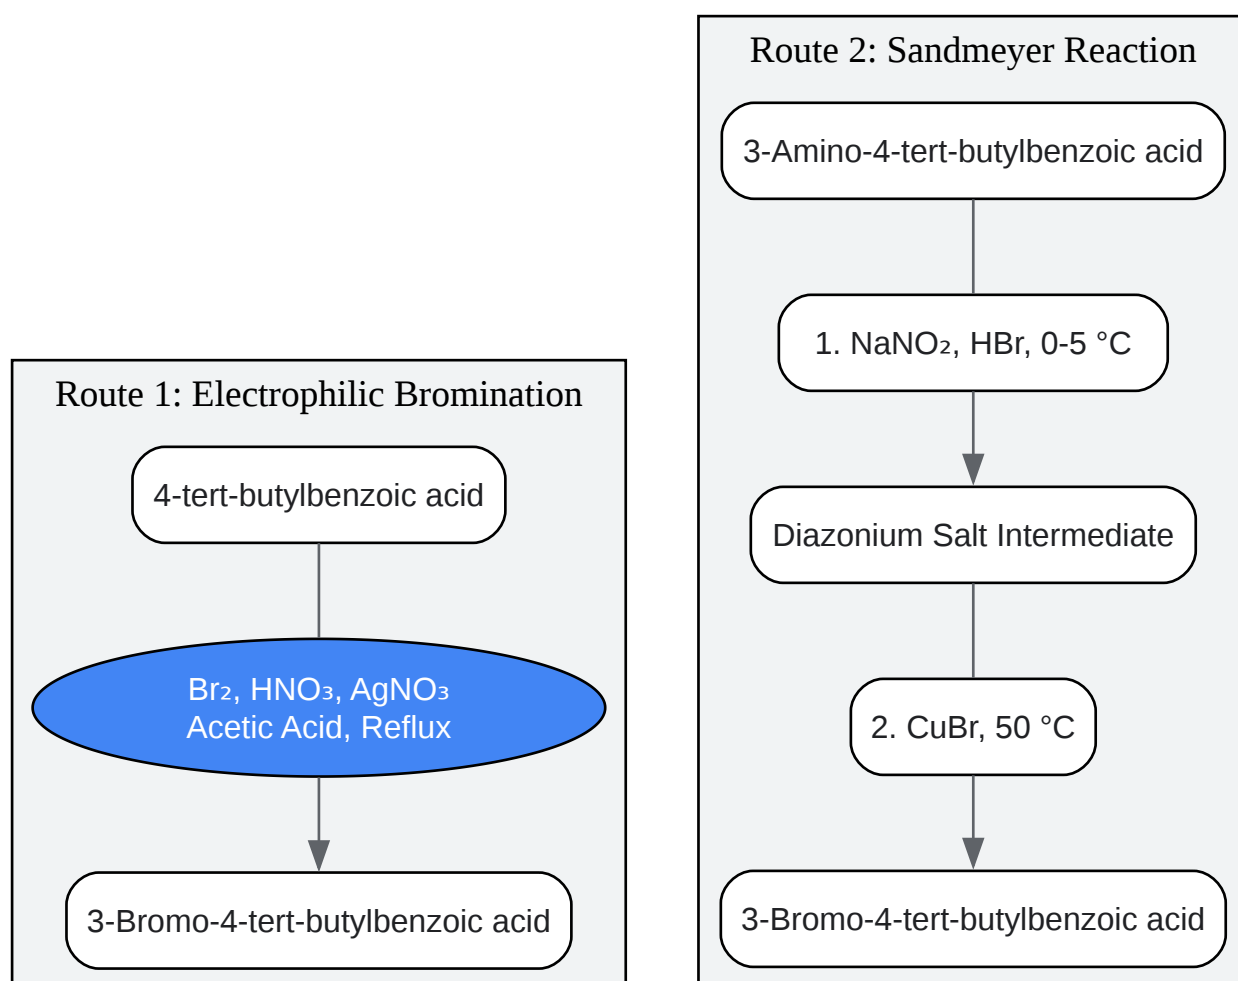 Route 1: Electrophilic Bromination
4-tert-butylbenzoic acid
Br₂, HNO₃, AgNO₃
Acetic Acid, Reflux
3-Bromo-4-tert-butylbenzoic acid
Route 2: Sandmeyer Reaction
3-Amino-4-tert-butylbenzoic acid
1. NaNO₂, HBr, 0-5 °C
Diazonium Salt Intermediate
2. CuBr, 50 °C
3-Bromo-4-tert-butylbenzoic acid